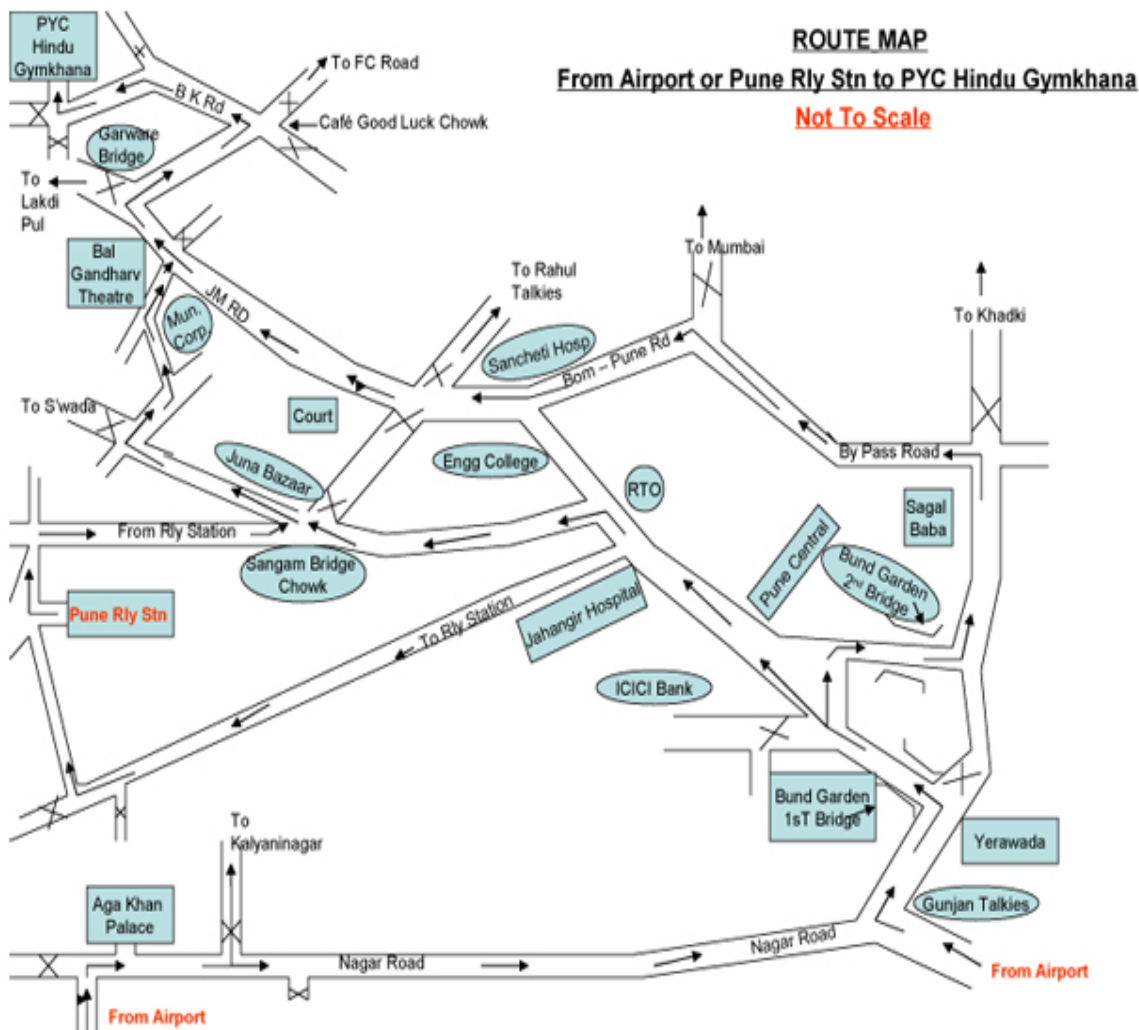 ROUTE MAP
From Airport or Pune Rly Stn to PYC Hindu Gymkhana
Not To Scale
PYC
Hindu
Gymkhana
To FC Road
B K Rd
Café Good Luck Chowk
Garware
Bridge
To
Lakdi
Pul
Bal
Gandharv
Theatre
To Mumbai
To Rahul
Talkies
JM RD
Mun.
Corp.
To Khadki
Sancheti Hosp
Bom – Pune Rd
To S'wada
Court
Juna Bazaar
Engg College
By Pass Road
RTO
Sagal
Baba
From Rly Station
Sangam Bridge
Chowk
Pune Central
Bund Garden
2nd Bridge
Pune Rly Stn
To Rly Station
Jahangir Hospital
ICICI Bank
Bund Garden
1sT Bridge
To
Kalyaninagar
Yerawada
Aga Khan
Palace
Gunjan Talkies
Nagar Road
Nagar Road
From Airport
From Airport